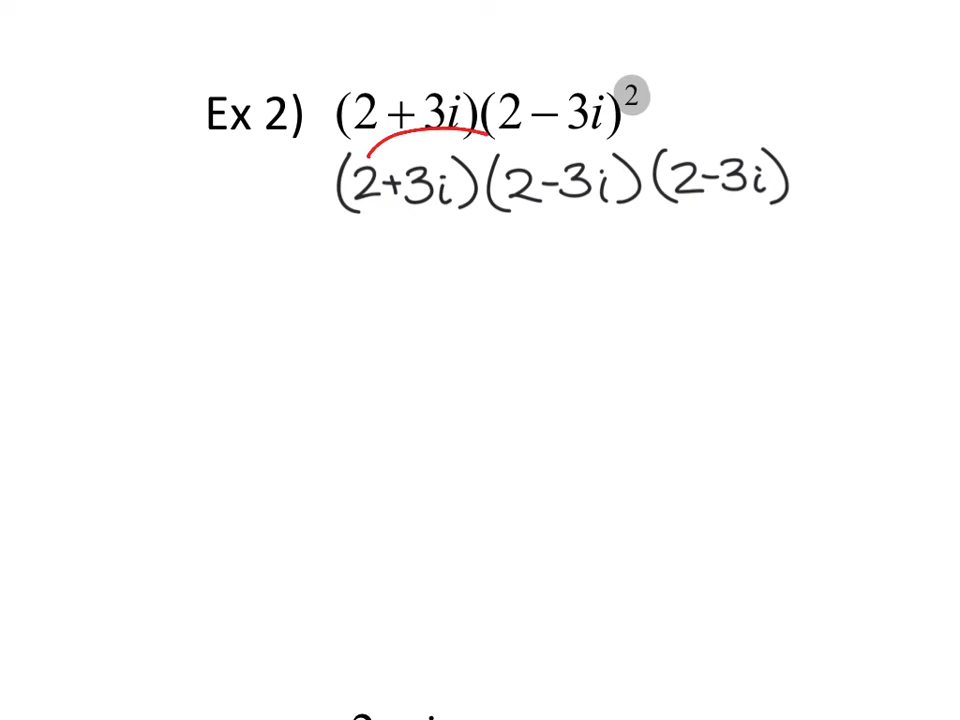 Ex 2) (2 + 3i)(2 − 3i)²
(2+3i)(2-3i)(2-3i)